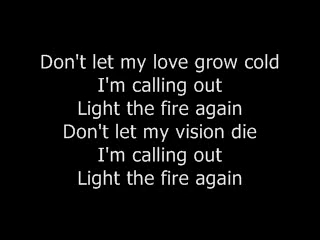 Don't let my love grow cold
I'm calling out
Light the fire again
Don't let my vision die
I'm calling out
Light the fire again